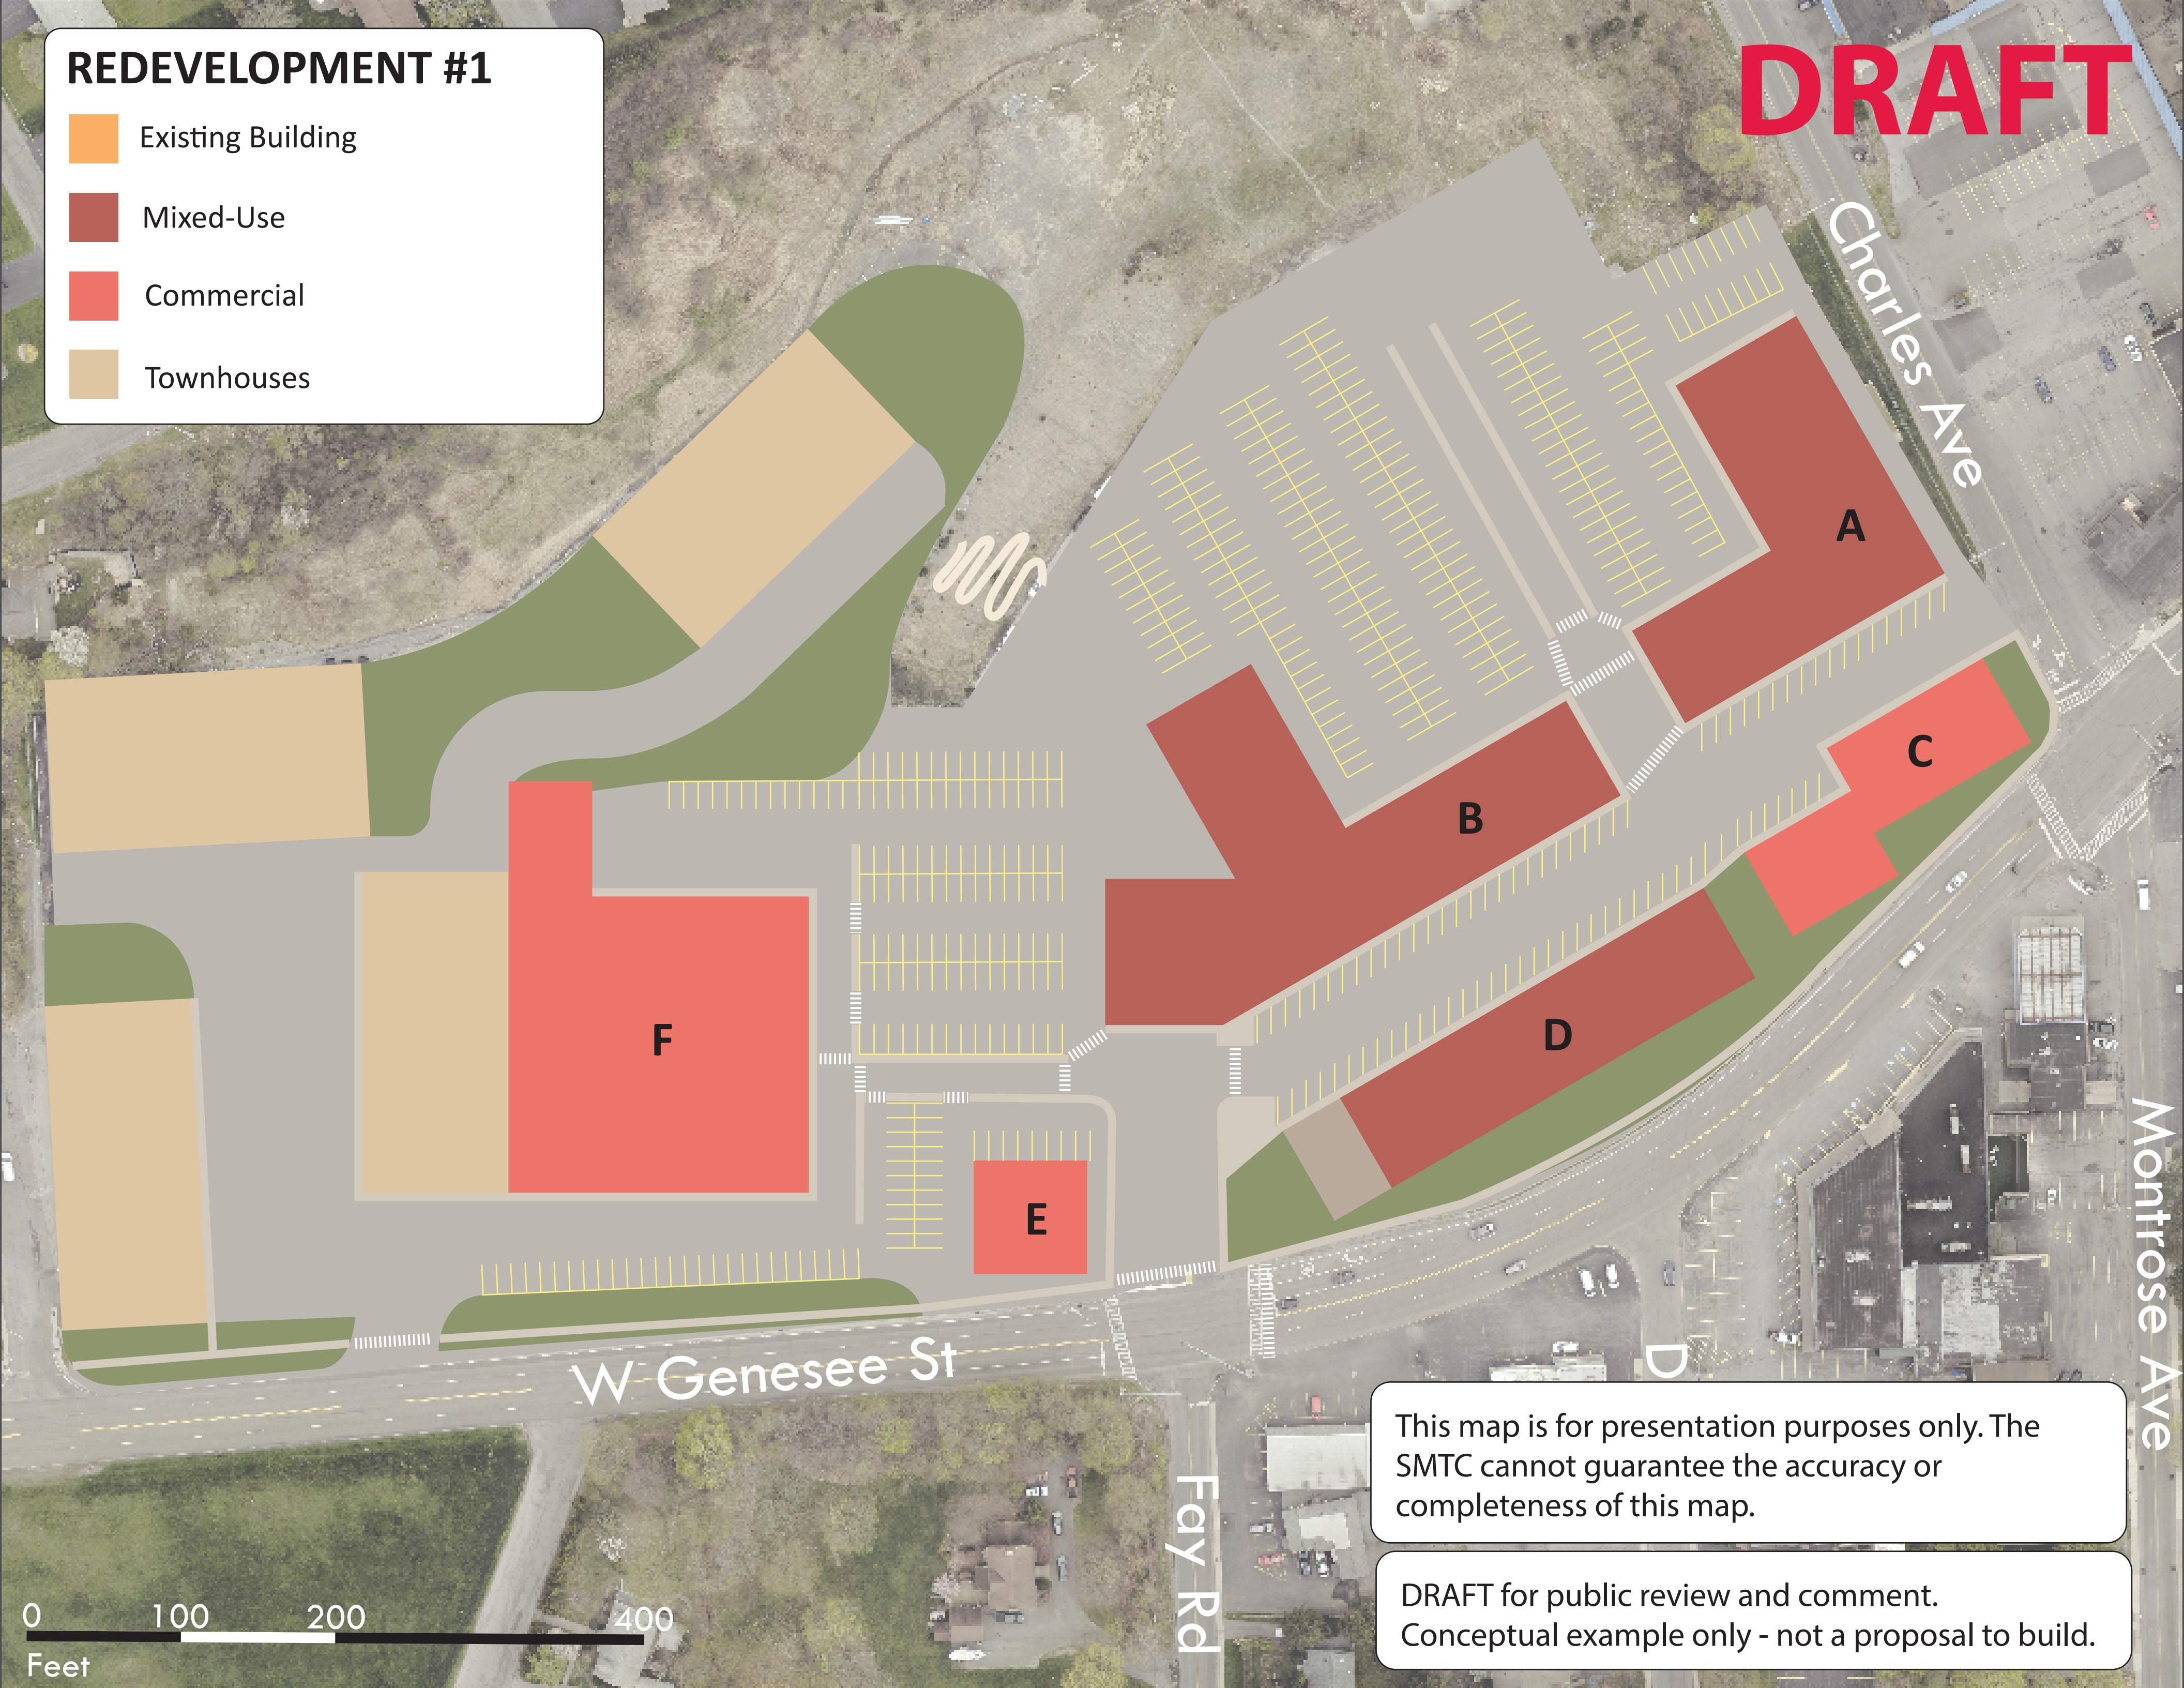 REDEVELOPMENT #1
Existing Building
Mixed-Use
Commercial
Townhouses
DRAFT
Charles Ave
A
C
B
D
F
E
W Genesee St
Fay Rd
D
Montrose Ave
This map is for presentation purposes only. The
SMTC cannot guarantee the accuracy or
completeness of this map.
DRAFT for public review and comment.
Conceptual example only - not a proposal to build.
0 100 200 400
Feet